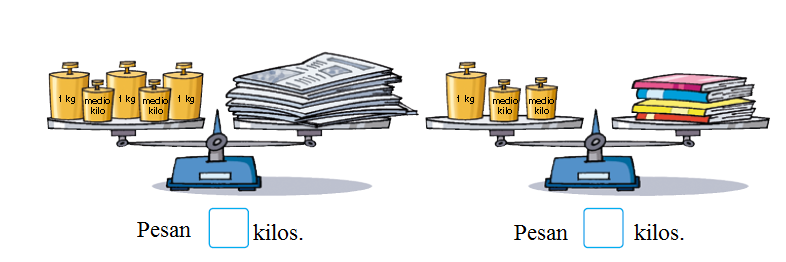 1 kg medio kilo 1 kg medio kilo 1 kg
1 kg medio kilo medio kilo
Pesan kilos.
Pesan kilos.